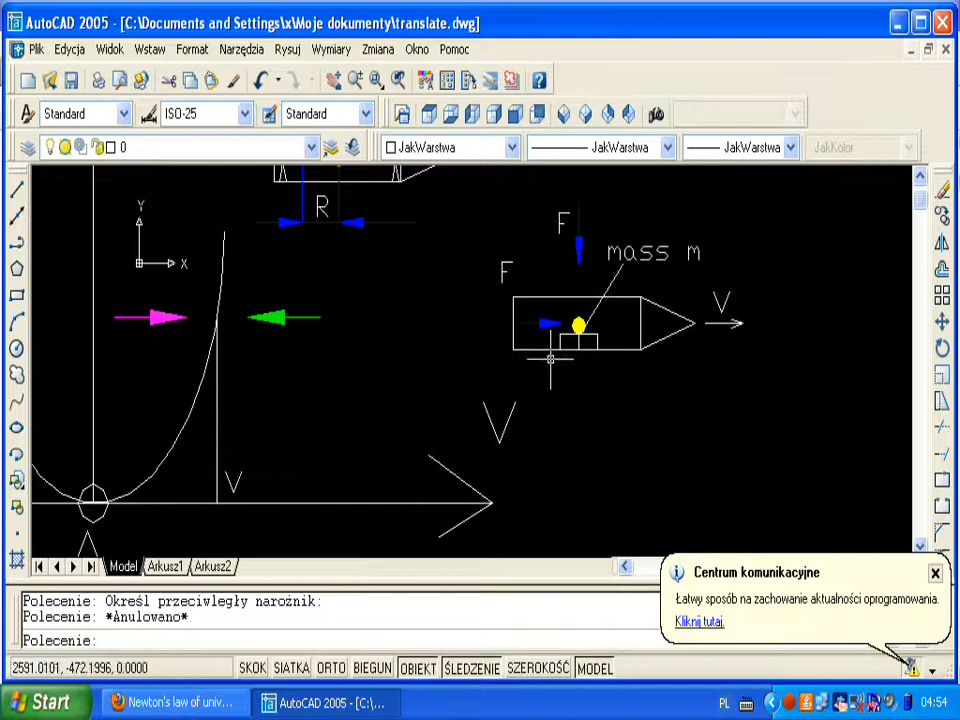 AutoCAD 2005 - [C:\Documents and Settings\x\Moje dokumenty\translate.dwg]
Plik Edycja Widok Wstaw Format Narzędzia Rysuj Wymiary Zmiana Okno Pomoc
Standard ISO-25 Standard
0 JakWarstwa JakWarstwa JakWarstwa JakKolor
Y
R
X
F
mass m
F
V
V
V
Model Arkusz1 Arkusz2
Centrum komunikacyjne
Łatwy sposób na zachowanie aktualności oprogramowania.
Kliknij tutaj.
Polecenie: Określ przeciwległy narożnik:
Polecenie: *Anulowano*
Polecenie:
2591.0101, -472.1996, 0.0000 SKOK SIATKA ORTO BIEGUN OBIEKT ŚLEDZENIE SZEROKOŚĆ MODEL
Start Newton's law of univ... AutoCAD 2005 - [C:\... PL 04:54